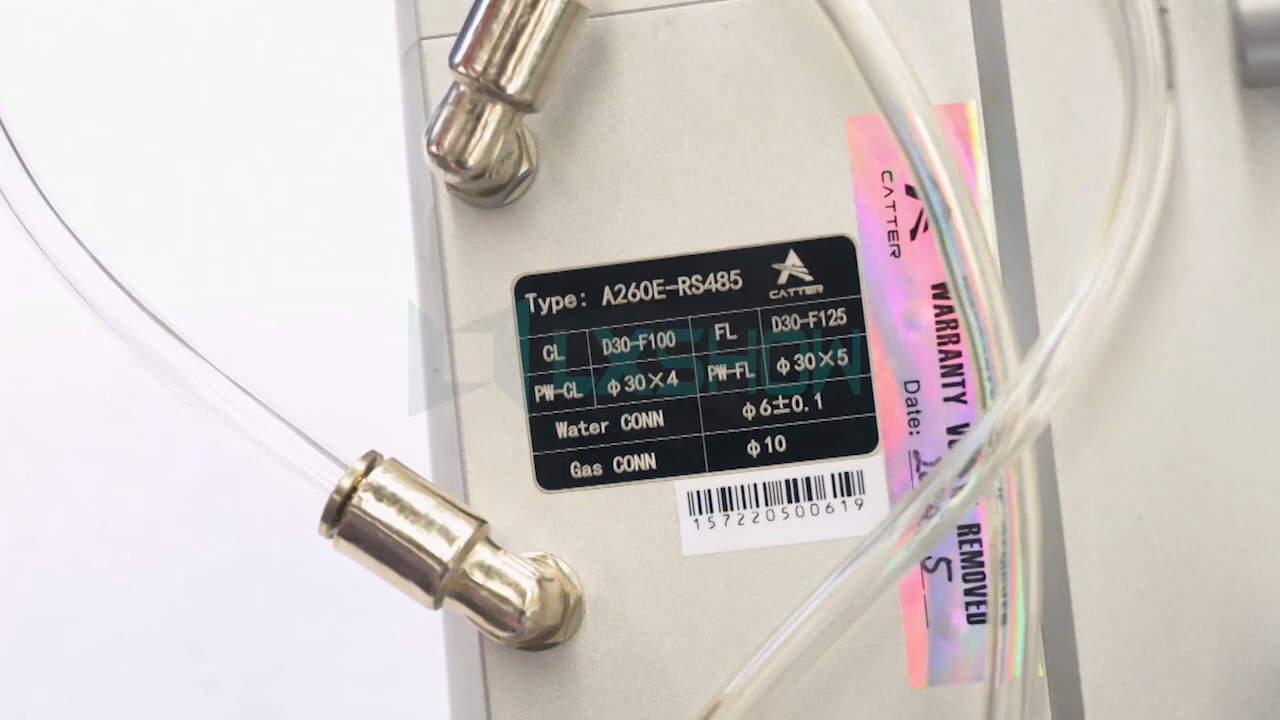 Type: A260E-RS485
CATTER
CL D30-F100 FL D30-F125
PW-CL φ30×4 PW-FL φ30×5
Water CONN φ6±0.1
Gas CONN φ10
157220500619
LXSHOW
CATTER
WARRANTY
REMOVED
Date:
5